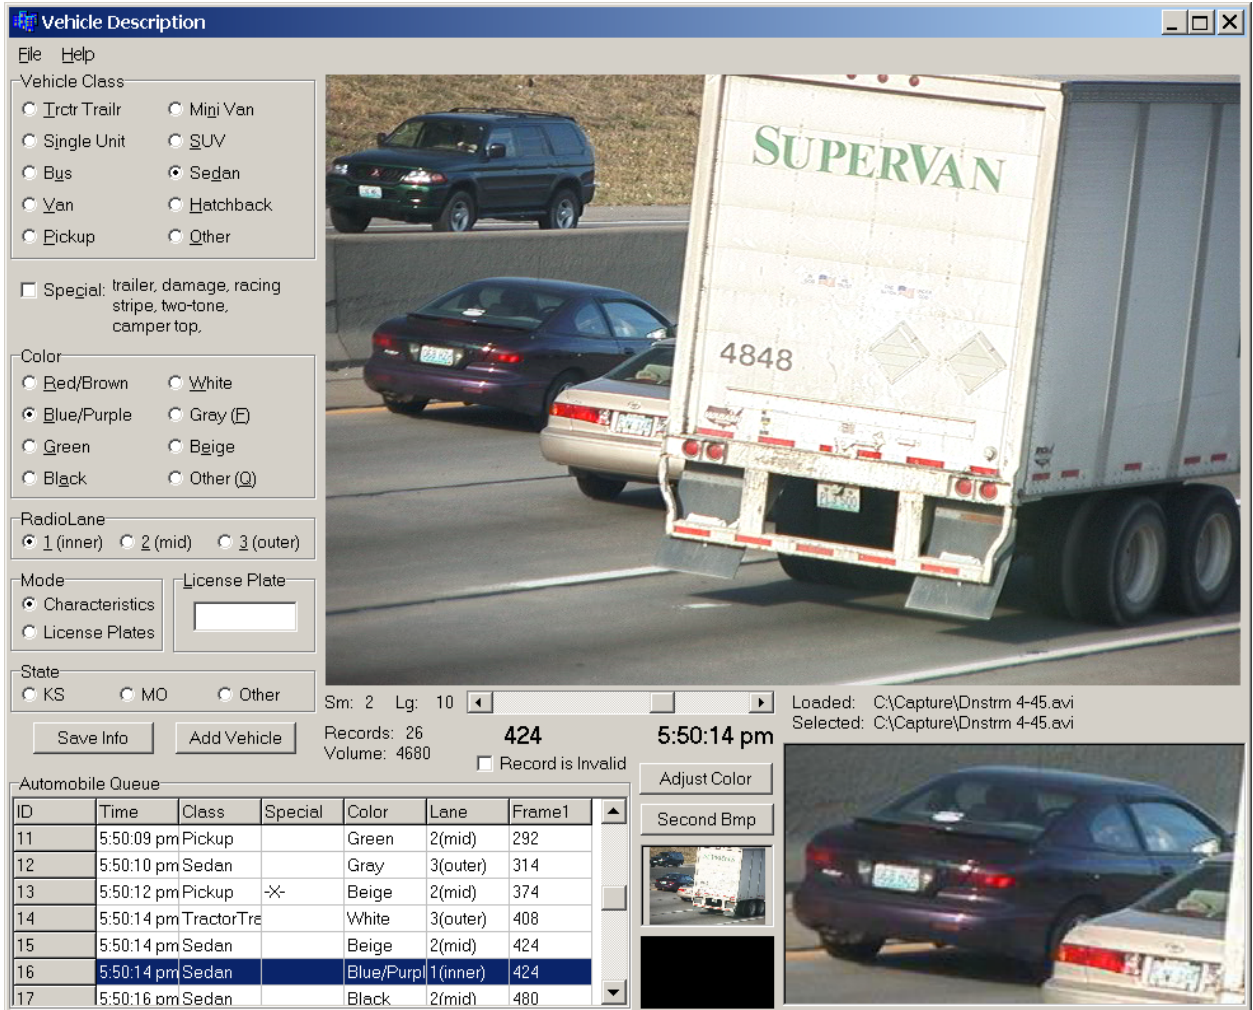 Vehicle Description
File Help
Vehicle Class
Trctr Trailr Mini Van
Single Unit SUV
Bus Sedan
Van Hatchback
Pickup Other
Special: trailer, damage, racing
stripe, two-tone,
camper top,
Color
Red/Brown White
Blue/Purple Gray (F)
Green Beige
Black Other (Q)
RadioLane
1 (inner) 2 (mid) 3 (outer)
Mode License Plate
Characteristics
License Plates
State
KS MO Other
Save Info Add Vehicle
SUPERVAN
4848
Sm: 2 Lg: 10
Records: 26 424 5:50:14 pm
Volume: 4680 Record is Invalid
Loaded: C:\Capture\Dnstrm 4-45.avi
Selected: C:\Capture\Dnstrm 4-45.avi
Adjust Color
Second Bmp
Automobile Queue
ID Time Class Special Color Lane Frame1
11 5:50:09 pm Pickup Green 2(mid) 292
12 5:50:10 pm Sedan Gray 3(outer) 314
13 5:50:12 pm Pickup -X- Beige 2(mid) 374
14 5:50:14 pm TractorTra White 3(outer) 408
15 5:50:14 pm Sedan Beige 2(mid) 424
16 5:50:14 pm Sedan Blue/Purpl 1(inner) 424
17 5:50:16 pm Sedan Black 2(mid) 480